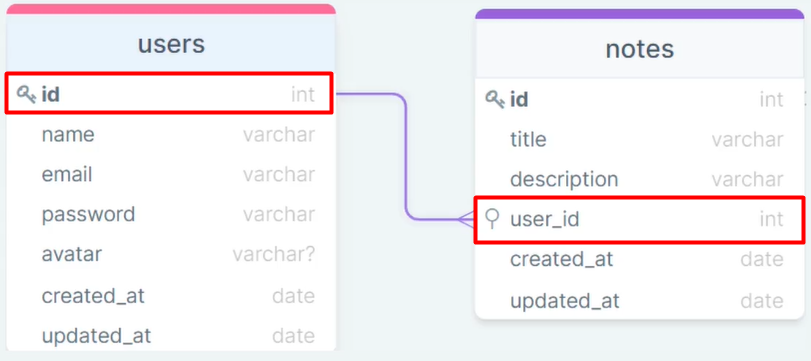 users
id int
name varchar
email varchar
password varchar
avatar varchar?
created_at date
updated_at date
notes
id int
title varchar
description varchar
user_id int
created_at date
updated_at date